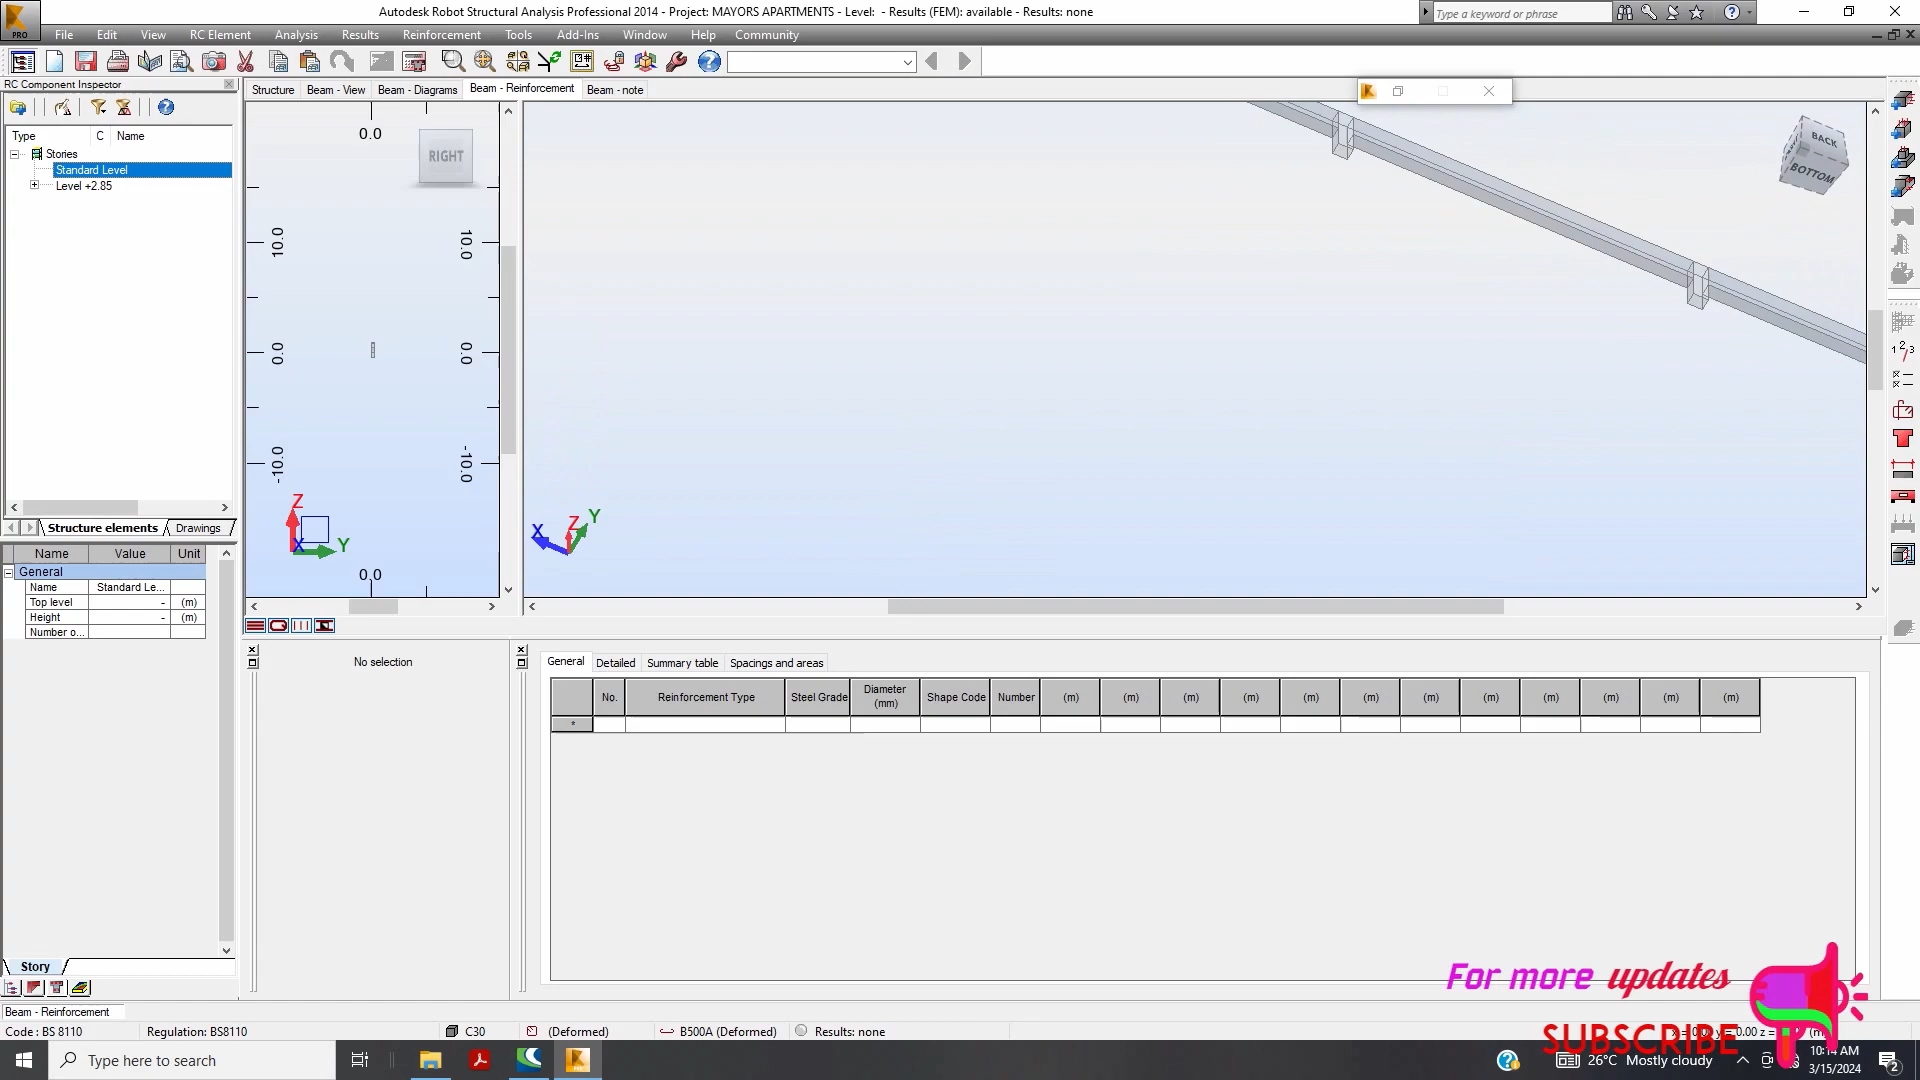 Autodesk Robot Structural Analysis Professional 2014 - Project: MAYORS APARTMENTS - Level:  - Results (FEM): available - Results: none
Type a keyword or phrase
PRO
File Edit View RC Element Analysis Results Reinforcement Tools Add-Ins Window Help Community
RC Component Inspector
Structure Beam - View Beam - Diagrams Beam - Reinforcement Beam - note
Type C Name
Stories
Standard Level
Level +2.85
0.0
RIGHT
BACK
BOTTOM
10.0 10.0
0.0 0.0
-10.0 -10.0
Z
X Y
0.0
X Z Y
Structure elements Drawings
Name Value Unit
General
Name Standard Le...
Top level - (m)
Height - (m)
Number o...
No selection
General Detailed Summary table Spacings and areas
No. Reinforcement Type Steel Grade Diameter (mm) Shape Code Number (m) (m) (m) (m) (m) (m) (m) (m) (m) (m) (m) (m)
*
Story
For more updates
SUBSCRIBE
Beam - Reinforcement
Code : BS 8110 Regulation: BS8110 C30 (Deformed) B500A (Deformed) Results: none
Type here to search
26°C Mostly cloudy
10:14 AM
3/15/2024
2